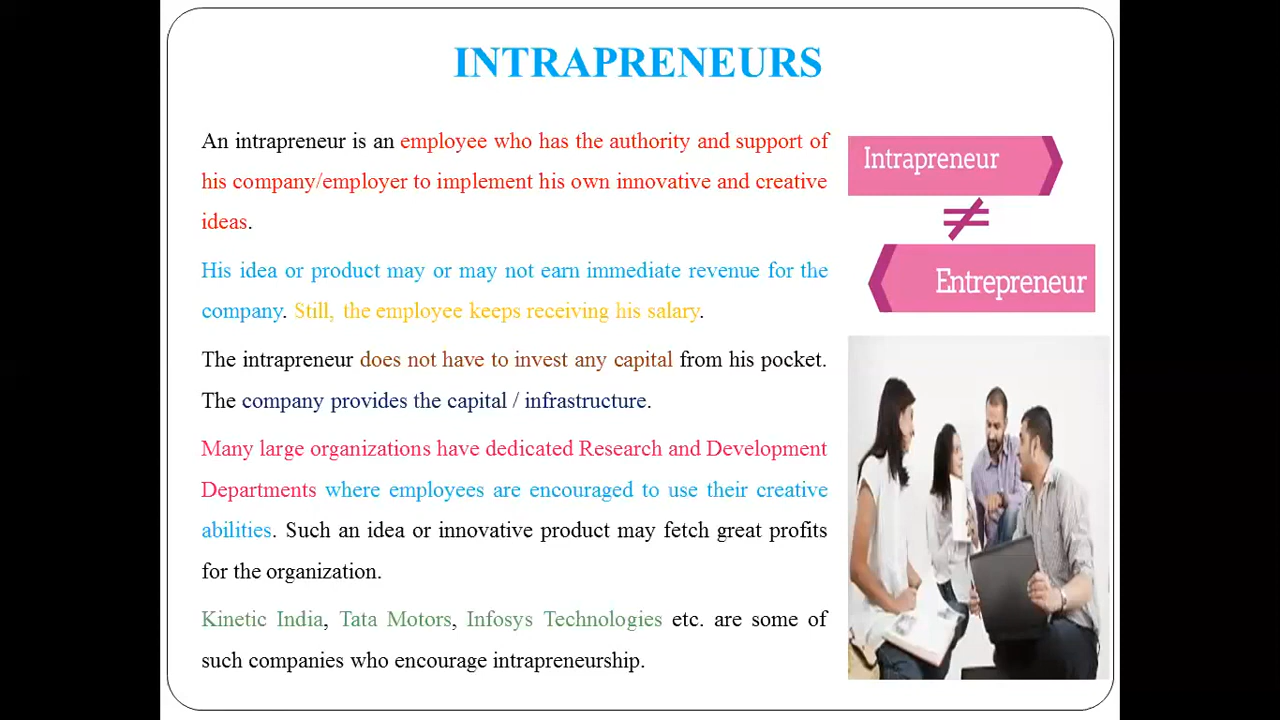 INTRAPRENEURS
An intrapreneur is an employee who has the authority and support of
his company/employer to implement his own innovative and creative
ideas.
His idea or product may or may not earn immediate revenue for the
company. Still, the employee keeps receiving his salary.
The intrapreneur does not have to invest any capital from his pocket.
The company provides the capital / infrastructure.
Many large organizations have dedicated Research and Development
Departments where employees are encouraged to use their creative
abilities. Such an idea or innovative product may fetch great profits
for the organization.
Kinetic India, Tata Motors, Infosys Technologies etc. are some of
such companies who encourage intrapreneurship.
Intrapreneur
≠
Entrepreneur